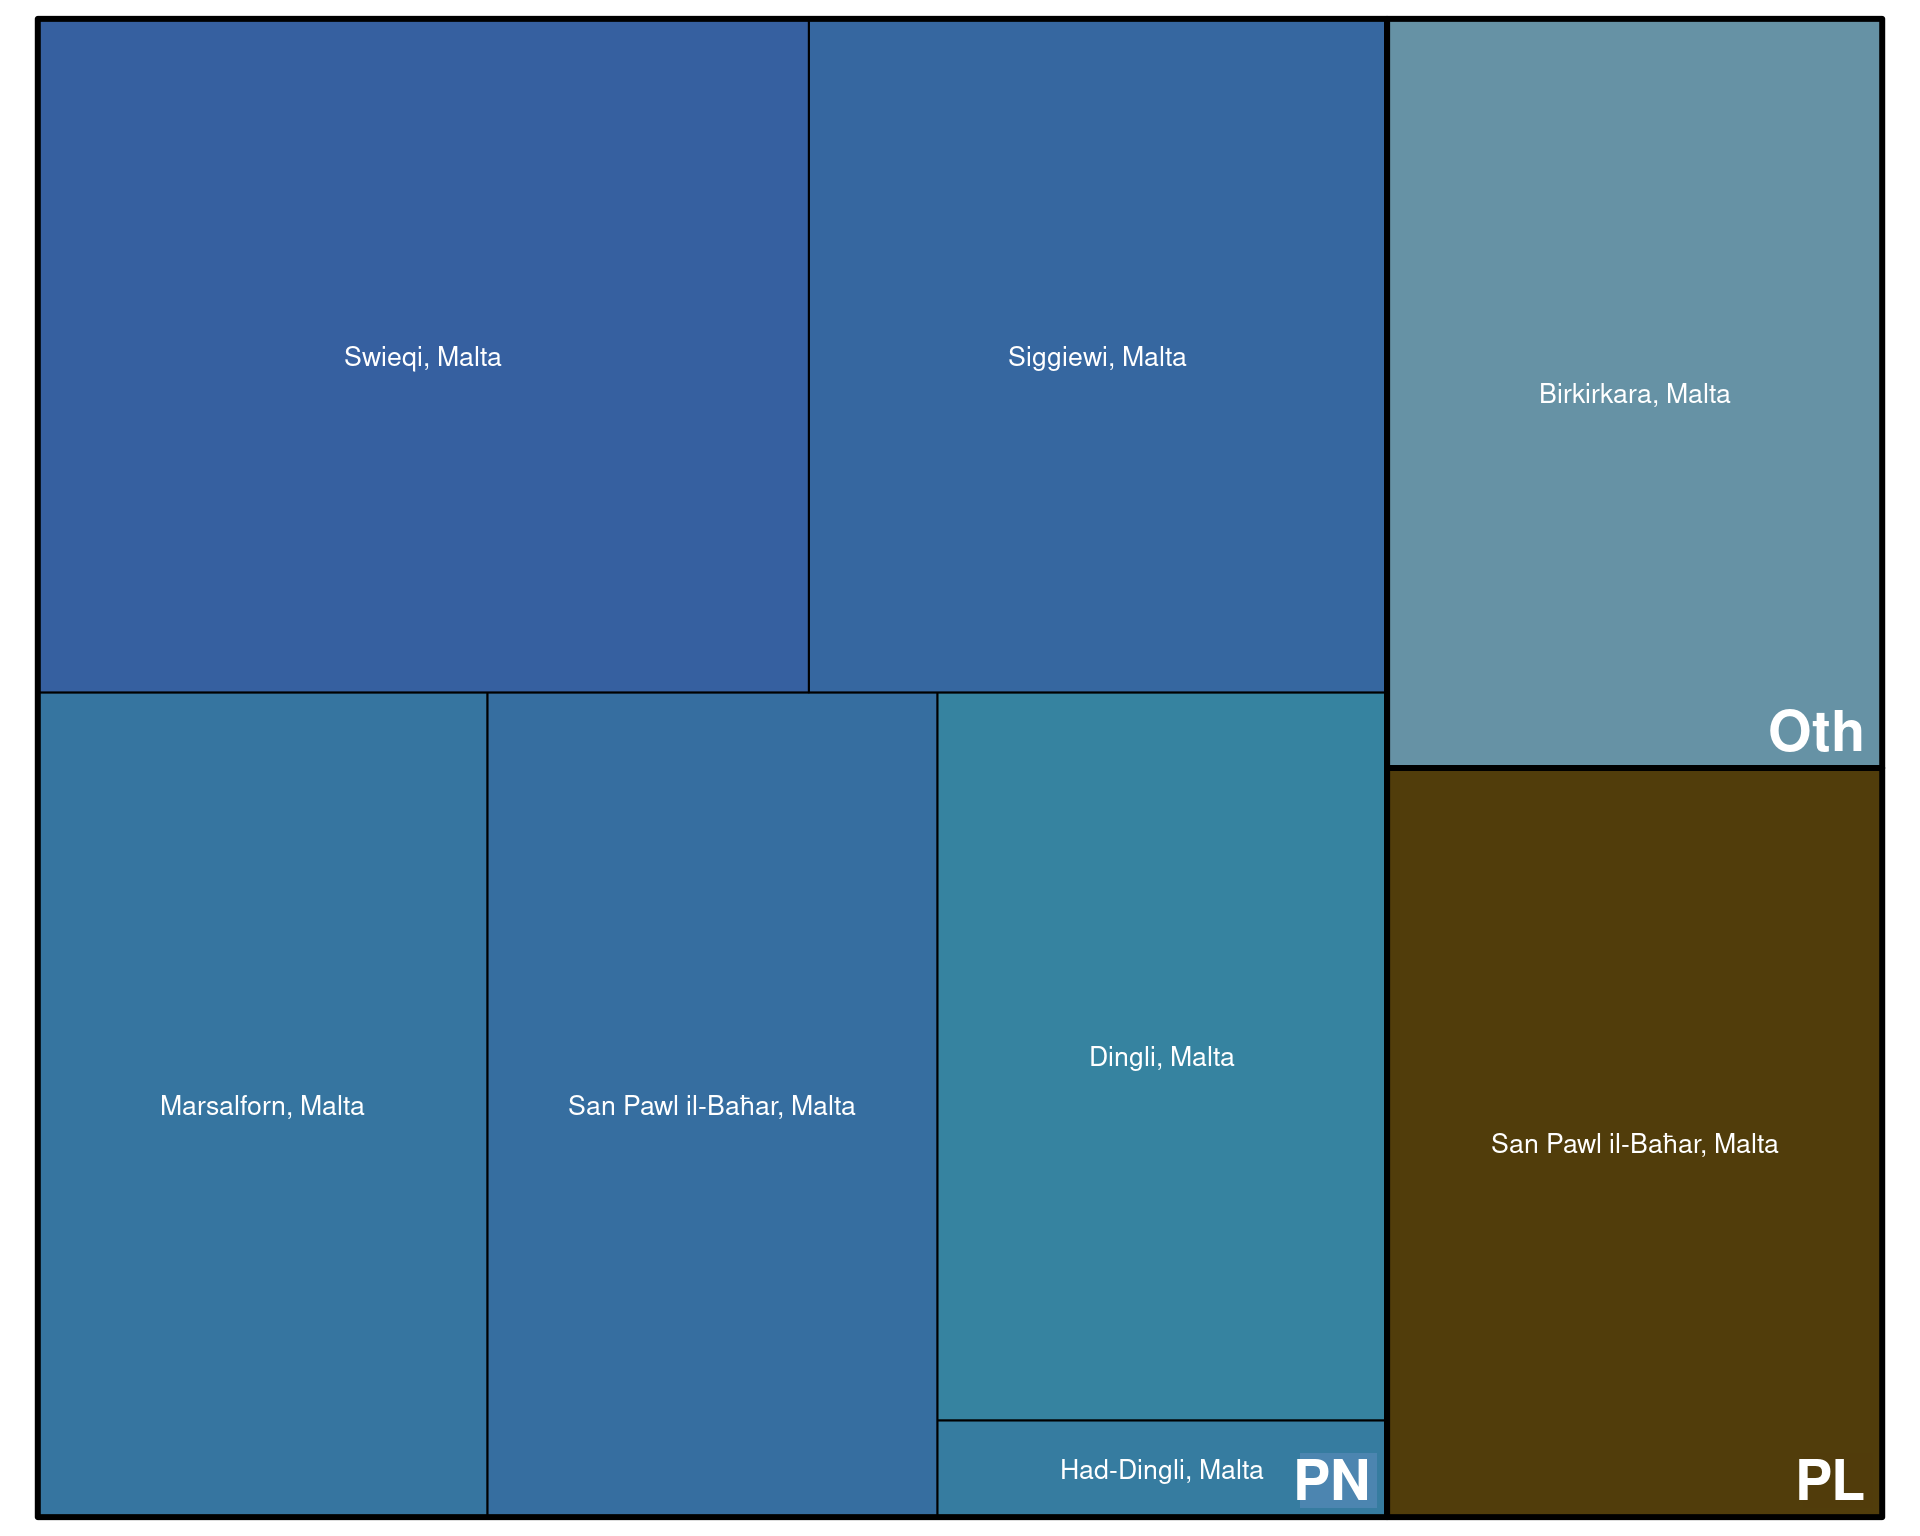 Swieqi, Malta
Siggiewi, Malta
Birkirkara, Malta
Oth
Marsalforn, Malta
San Pawl il-Baħar, Malta
Dingli, Malta
San Pawl il-Baħar, Malta
Had-Dingli, Malta
PN
PL